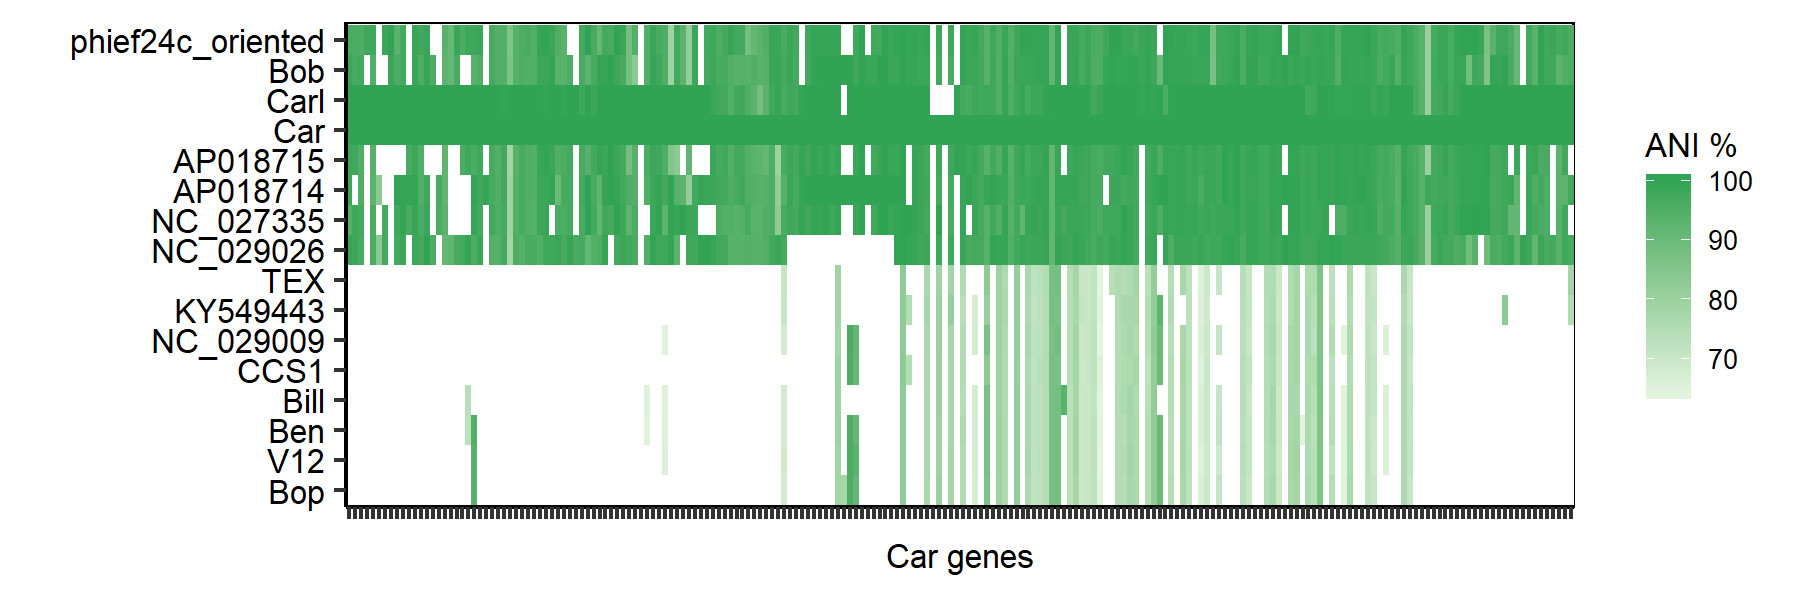 phief24c_oriented
Bob
Carl
Car
AP018715
AP018714
NC_027335
NC_029026
TEX
KY549443
NC_029009
CCS1
Bill
Ben
V12
Bop
Car genes
ANI %
100
90
80
70